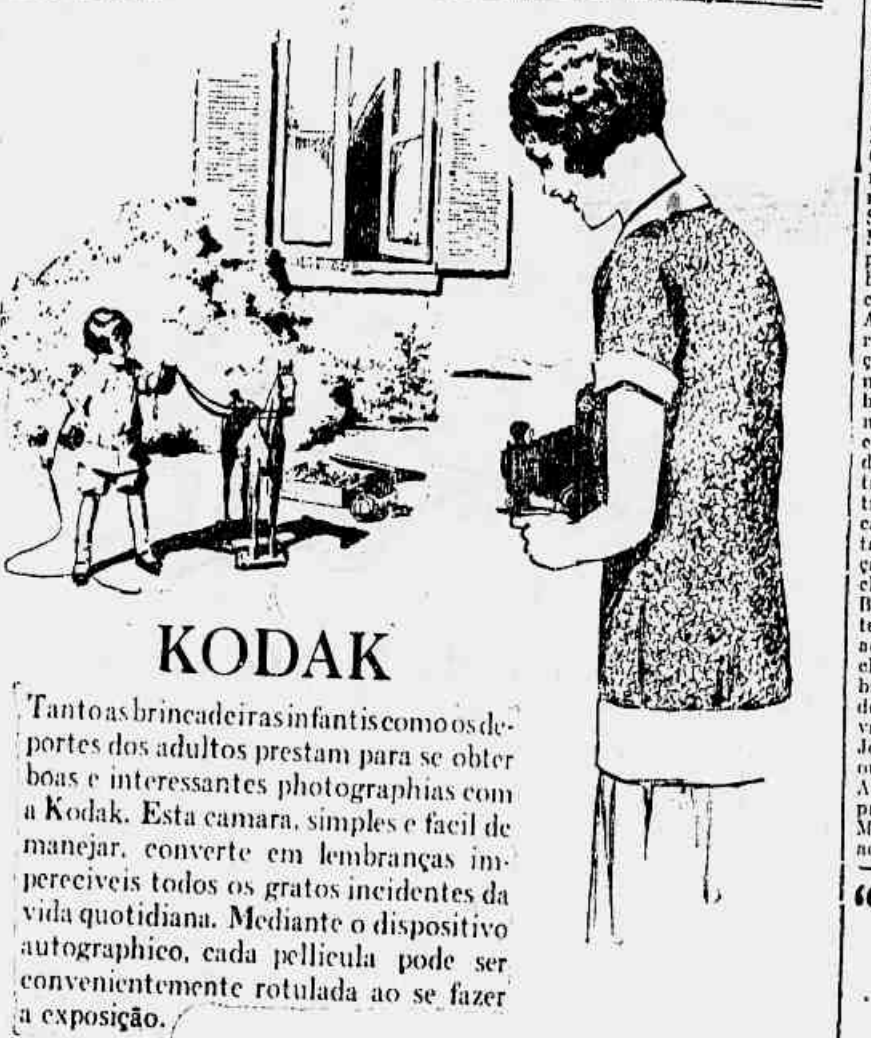 KODAK
Tanto as brincadeiras infantis como os de-
portes dos adultos prestam para se obter
boas e interessantes photographias com
a Kodak. Esta camara, simples e facil de
manejar, converte em lembranças im-
pereciveis todos os gratos incidentes da
vida quotidiana. Mediante o dispositivo
autographico, cada pellicula pode ser
convenientemente rotulada ao se fazer
a exposição.